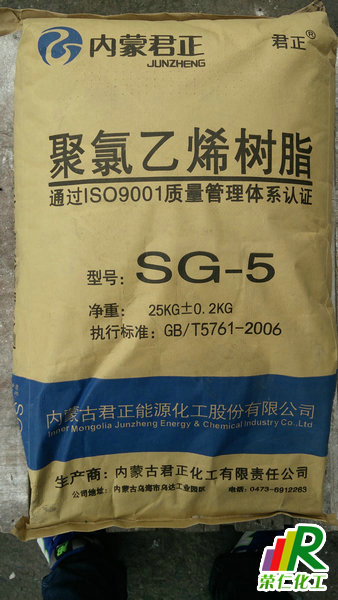 内蒙君正
JUNZHENG
君正®
聚氯乙烯树脂
通过ISO9001质量管理体系认证
型号: SG-5
净重: 25KG±0.2KG
执行标准: GB/T5761-2006
内蒙古君正能源化工股份有限公司
Inner Mongolia Junzheng Energy & Chemical Industry Co.,Ltd
生产商: 内蒙古君正化工有限责任公司
公司地址: 内蒙古乌海市乌达工业园区 电话: 0473-6912263
R
荣仁化工